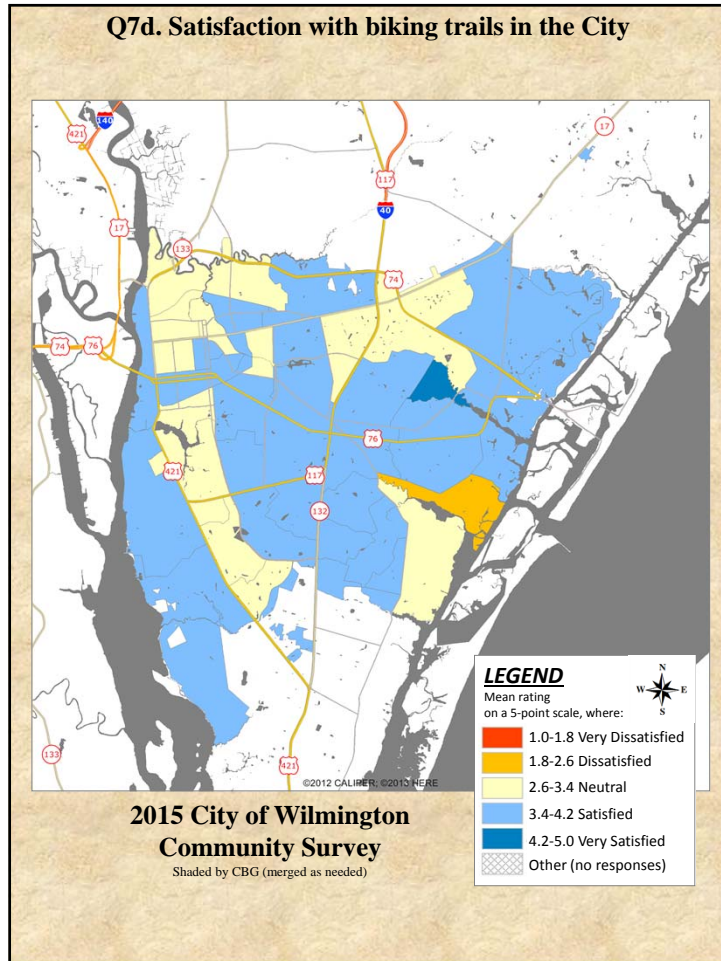 Q7d. Satisfaction with biking trails in the City
140
421
17
117
40
17
133
74
74
76
76
421
117
132
133
421
©2012 CALIPER; ©2013 HERE
LEGEND
Mean rating
on a 5-point scale, where:
N
W E
S
1.0-1.8 Very Dissatisfied
1.8-2.6 Dissatisfied
2.6-3.4 Neutral
3.4-4.2 Satisfied
4.2-5.0 Very Satisfied
Other (no responses)
2015 City of Wilmington
Community Survey
Shaded by CBG (merged as needed)